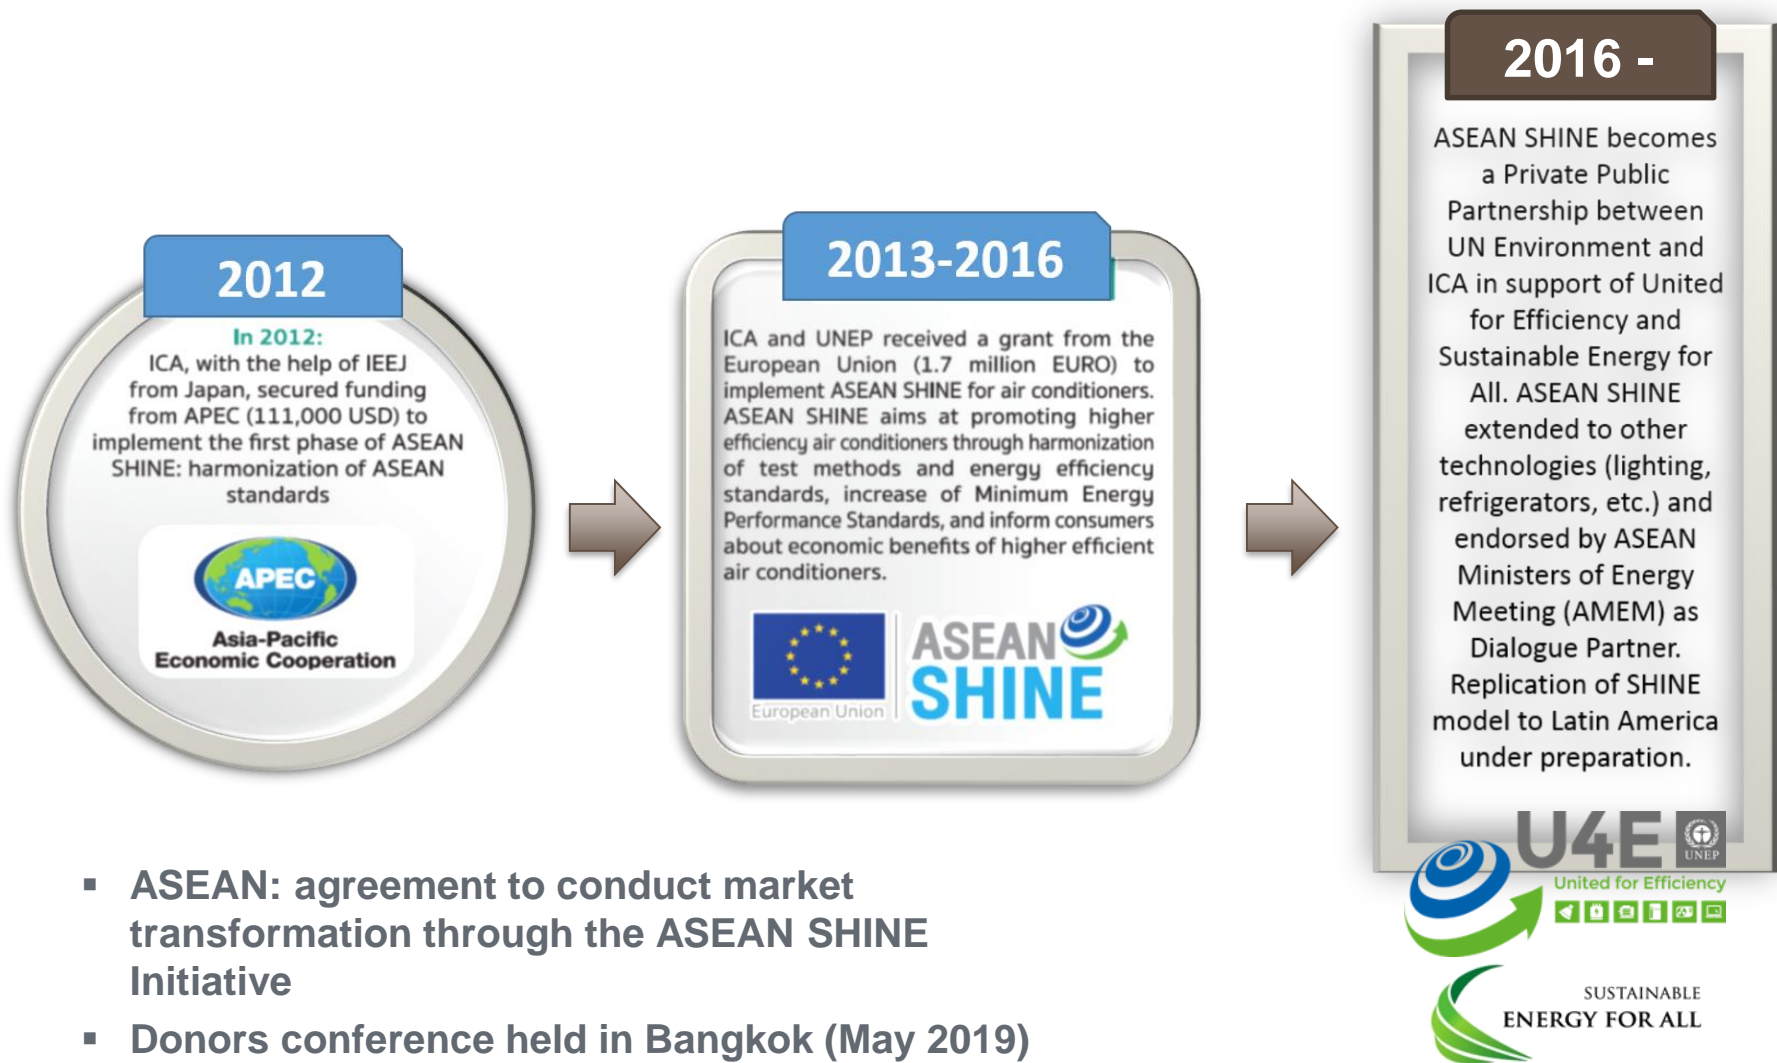 2012
In 2012:
ICA, with the help of IEEJ
from Japan, secured funding
from APEC (111,000 USD) to
implement the first phase of ASEAN
SHINE: harmonization of ASEAN
standards
APEC
Asia-Pacific
Economic Cooperation
2013-2016
ICA and UNEP received a grant from the
European Union (1.7 million EURO) to
implement ASEAN SHINE for air conditioners.
ASEAN SHINE aims at promoting higher
efficiency air conditioners through harmonization
of test methods and energy efficiency
standards, increase of Minimum Energy
Performance Standards, and inform consumers
about economic benefits of higher efficient
air conditioners.
European Union
ASEAN
SHINE
2016 -
ASEAN SHINE becomes
a Private Public
Partnership between
UN Environment and
ICA in support of United
for Efficiency and
Sustainable Energy for
All. ASEAN SHINE
extended to other
technologies (lighting,
refrigerators, etc.) and
endorsed by ASEAN
Ministers of Energy
Meeting (AMEM) as
Dialogue Partner.
Replication of SHINE
model to Latin America
under preparation.
U4E
UNEP
United for Efficiency
SUSTAINABLE
ENERGY FOR ALL
▪ ASEAN: agreement to conduct market
transformation through the ASEAN SHINE
Initiative
▪ Donors conference held in Bangkok (May 2019)